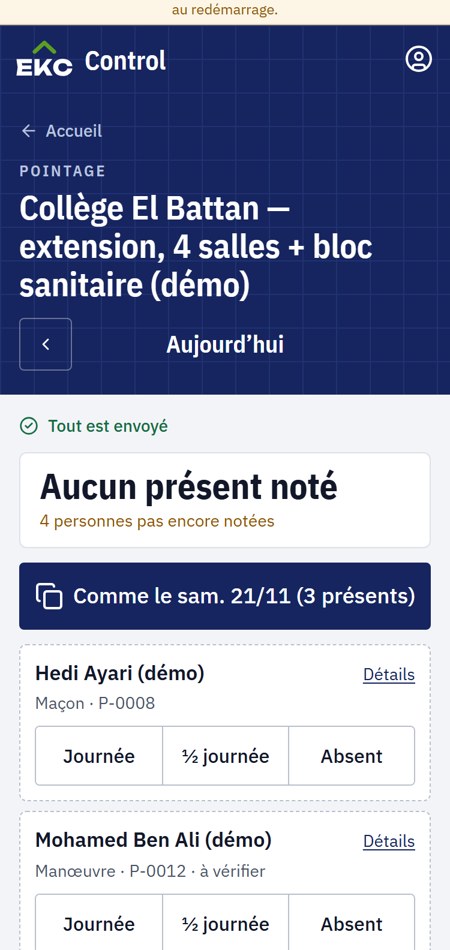 au redémarrage.
EKC Control
Accueil
POINTAGE
Collège El Battan —
extension, 4 salles + bloc
sanitaire (démo)
Aujourd’hui
Tout est envoyé
Aucun présent noté
4 personnes pas encore notées
Comme le sam. 21/11 (3 présents)
Hedi Ayari (démo)
Détails
Maçon · P-0008
Journée
½ journée
Absent
Mohamed Ben Ali (démo)
Détails
Manœuvre · P-0012 · à vérifier
Journée
½ journée
Absent